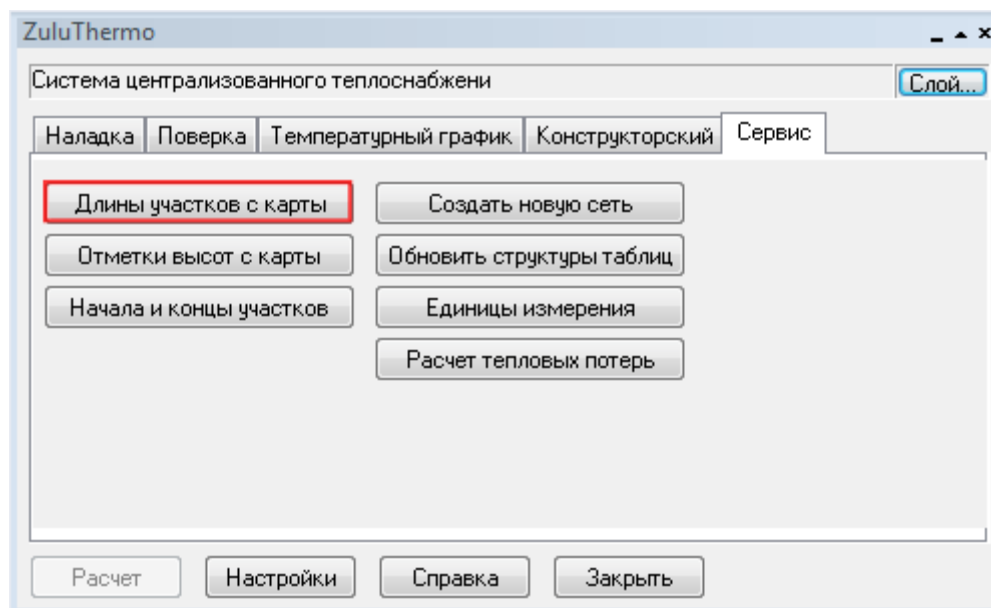 ZuluThermo
Система централизованного теплоснабжени
Слой...
Наладка Поверка Температурный график Конструкторский Сервис
Длины участков с карты Создать новую сеть
Отметки высот с карты Обновить структуры таблиц
Начала и концы участков Единицы измерения
Расчет тепловых потерь
Расчет Настройки Справка Закрыть